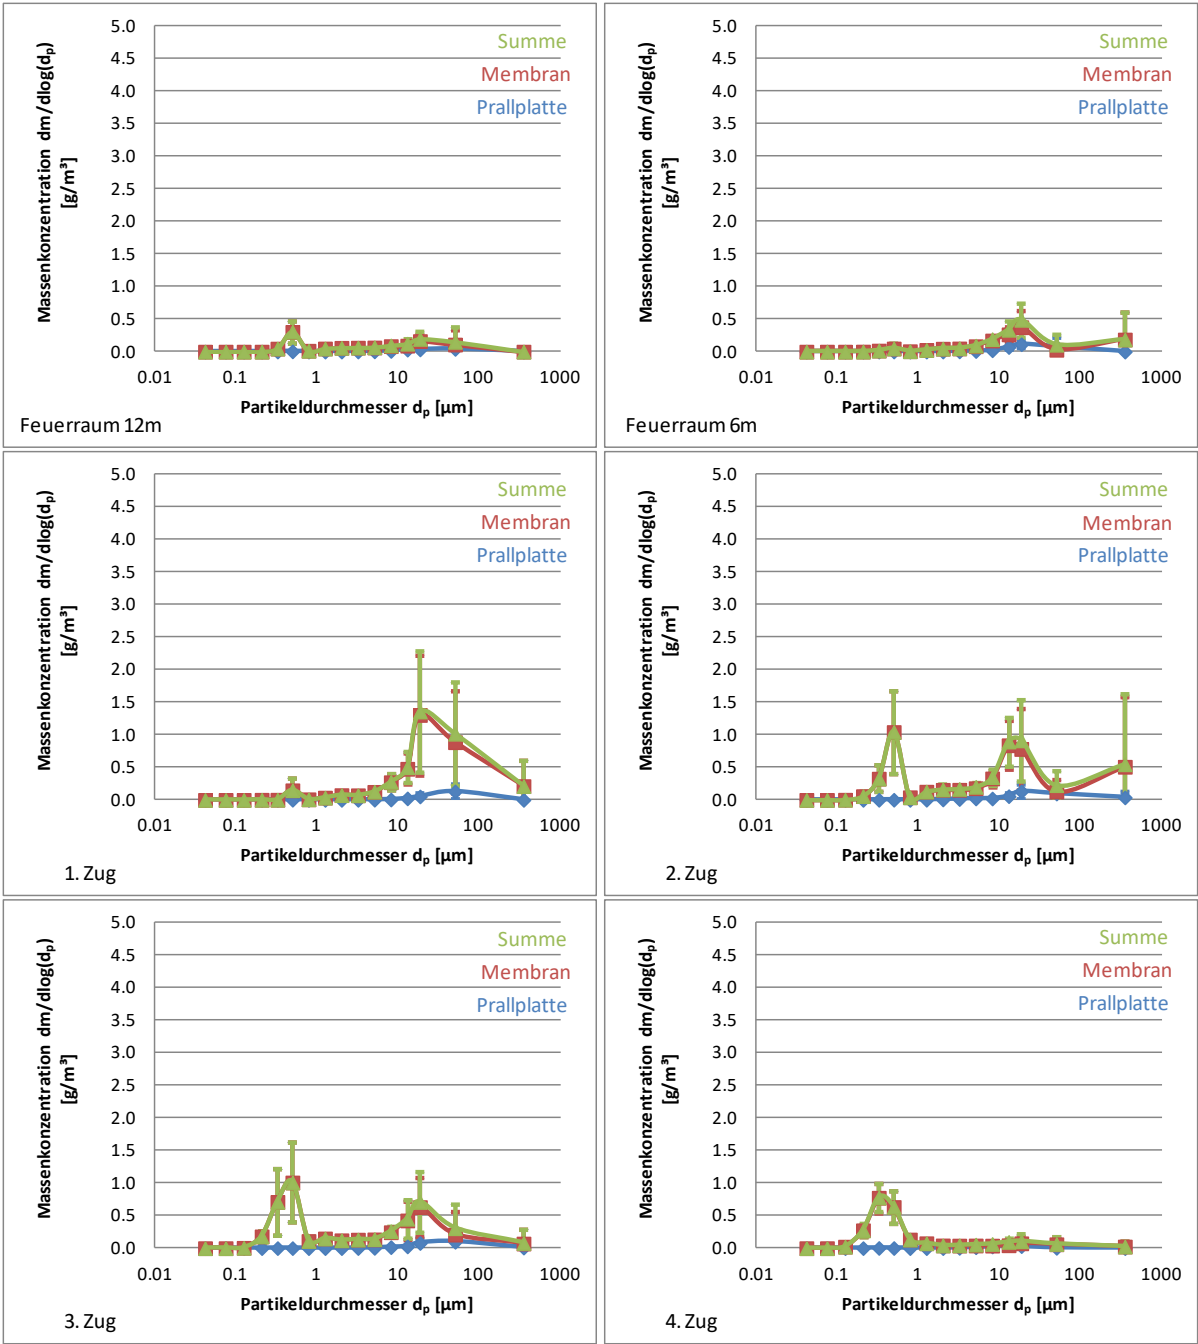 5.0
4.5
4.0
3.5
3.0
2.5
2.0
1.5
1.0
0.5
0.0
Massenkonzentration dm/dlog(dp)
[g/m³]
Summe
Membran
Prallplatte
0.01 0.1 1 10 100 1000
Partikeldurchmesser dp [µm]
Feuerraum 12m
5.0
4.5
4.0
3.5
3.0
2.5
2.0
1.5
1.0
0.5
0.0
Massenkonzentration dm/dlog(dp)
[g/m³]
Summe
Membran
Prallplatte
0.01 0.1 1 10 100 1000
Partikeldurchmesser dp [µm]
Feuerraum 6m
5.0
4.5
4.0
3.5
3.0
2.5
2.0
1.5
1.0
0.5
0.0
Massenkonzentration dm/dlog(dp)
[g/m³]
Summe
Membran
Prallplatte
0.01 0.1 1 10 100 1000
Partikeldurchmesser dp [µm]
1. Zug
5.0
4.5
4.0
3.5
3.0
2.5
2.0
1.5
1.0
0.5
0.0
Massenkonzentration dm/dlog(dp)
[g/m³]
Summe
Membran
Prallplatte
0.01 0.1 1 10 100 1000
Partikeldurchmesser dp [µm]
2. Zug
5.0
4.5
4.0
3.5
3.0
2.5
2.0
1.5
1.0
0.5
0.0
Massenkonzentration dm/dlog(dp)
[g/m³]
Summe
Membran
Prallplatte
0.01 0.1 1 10 100 1000
Partikeldurchmesser dp [µm]
3. Zug
5.0
4.5
4.0
3.5
3.0
2.5
2.0
1.5
1.0
0.5
0.0
Massenkonzentration dm/dlog(dp)
[g/m³]
Summe
Membran
Prallplatte
0.01 0.1 1 10 100 1000
Partikeldurchmesser dp [µm]
4. Zug